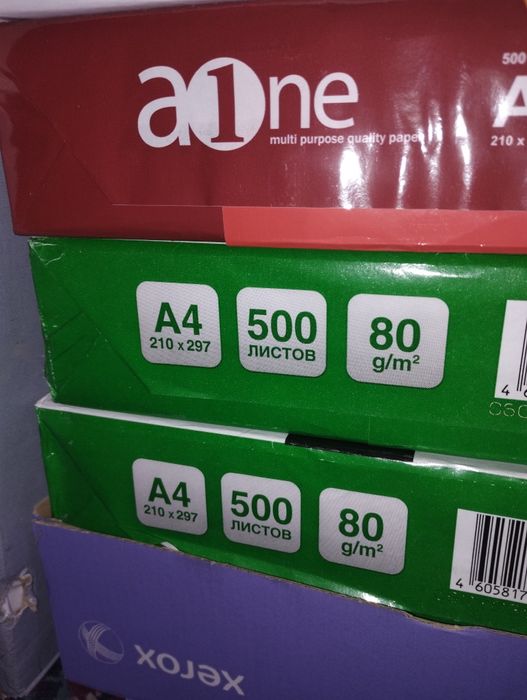 a1ne
multi purpose quality paper
500
A
210 x
A4
210 x 297
500
ЛИСТОВ
80
g/m²
4
A4
210 x 297
500
ЛИСТОВ
80
g/m²
4 605817
xerox